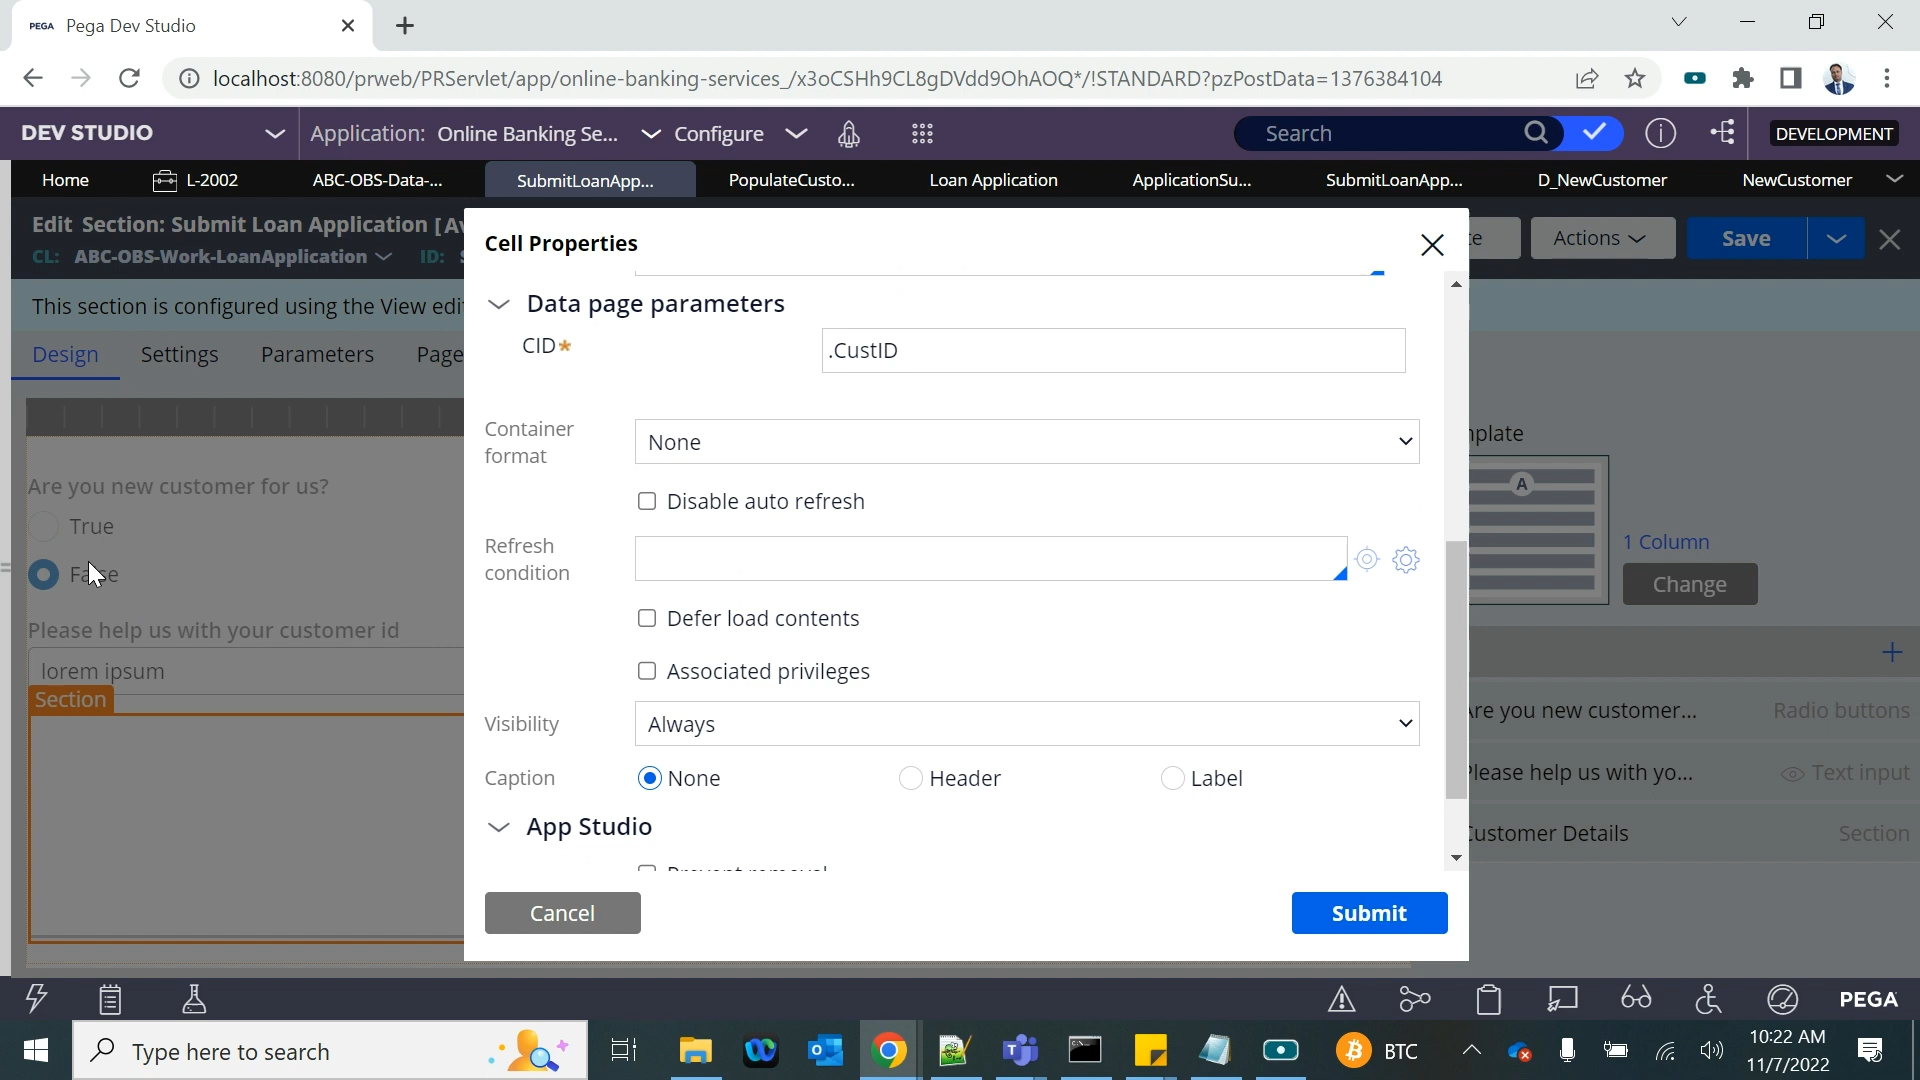 PEGA Pega Dev Studio
localhost:8080/prweb/PRServlet/app/online-banking-services_/x3oCSHh9CL8gDVdd9OhAOQ*/!STANDARD?pzPostData=1376384104
DEV STUDIO Application: Online Banking Se... Configure Search DEVELOPMENT
Home L-2002 ABC-OBS-Data-... SubmitLoanApp... PopulateCusto... Loan Application ApplicationSu... SubmitLoanApp... D_NewCustomer NewCustomer
Edit Section: Submit Loan Application [Av
Actions Save
CL: ABC-OBS-Work-LoanApplication ID:
This section is configured using the View edi
Design Settings Parameters Page
Are you new customer for us?
True
False
Please help us with your customer id
lorem ipsum
Section
Cell Properties
Data page parameters
CID* .CustID
Container format None
Disable auto refresh
Refresh condition
Defer load contents
Associated privileges
Visibility Always
Caption None Header Label
App Studio
Prevent removal
Cancel Submit
A
1 Column
Change
re you new customer... Radio buttons
lease help us with yo... Text input
ustomer Details Section
PEGA
Type here to search
BTC
10:22 AM
11/7/2022